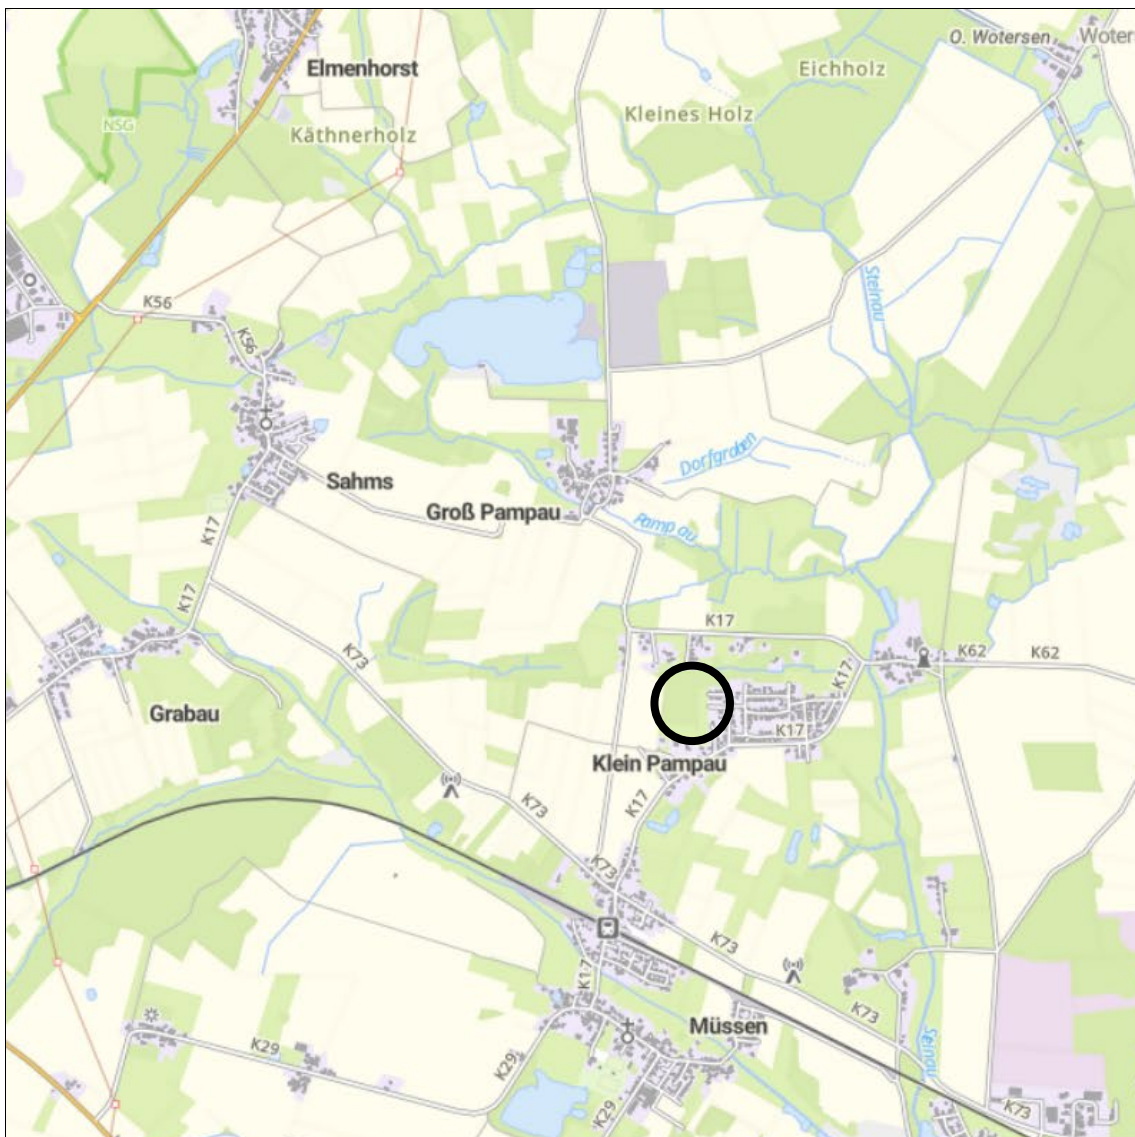 O. Wotersen
Woter
Eichholz
Elmenhorst
Kleines Holz
NSG
Käthnerholz
Steinau
K56
K56
Dorfgraben
Sahms
Groß Pampau
Pampau
K17
K17
K17
K73
K62
K62
K17
Grabau
K17
Klein Pampau
K73
K17
K73
K73
K17
K73
Müssen
Steinau
K29
K29
K29
K73